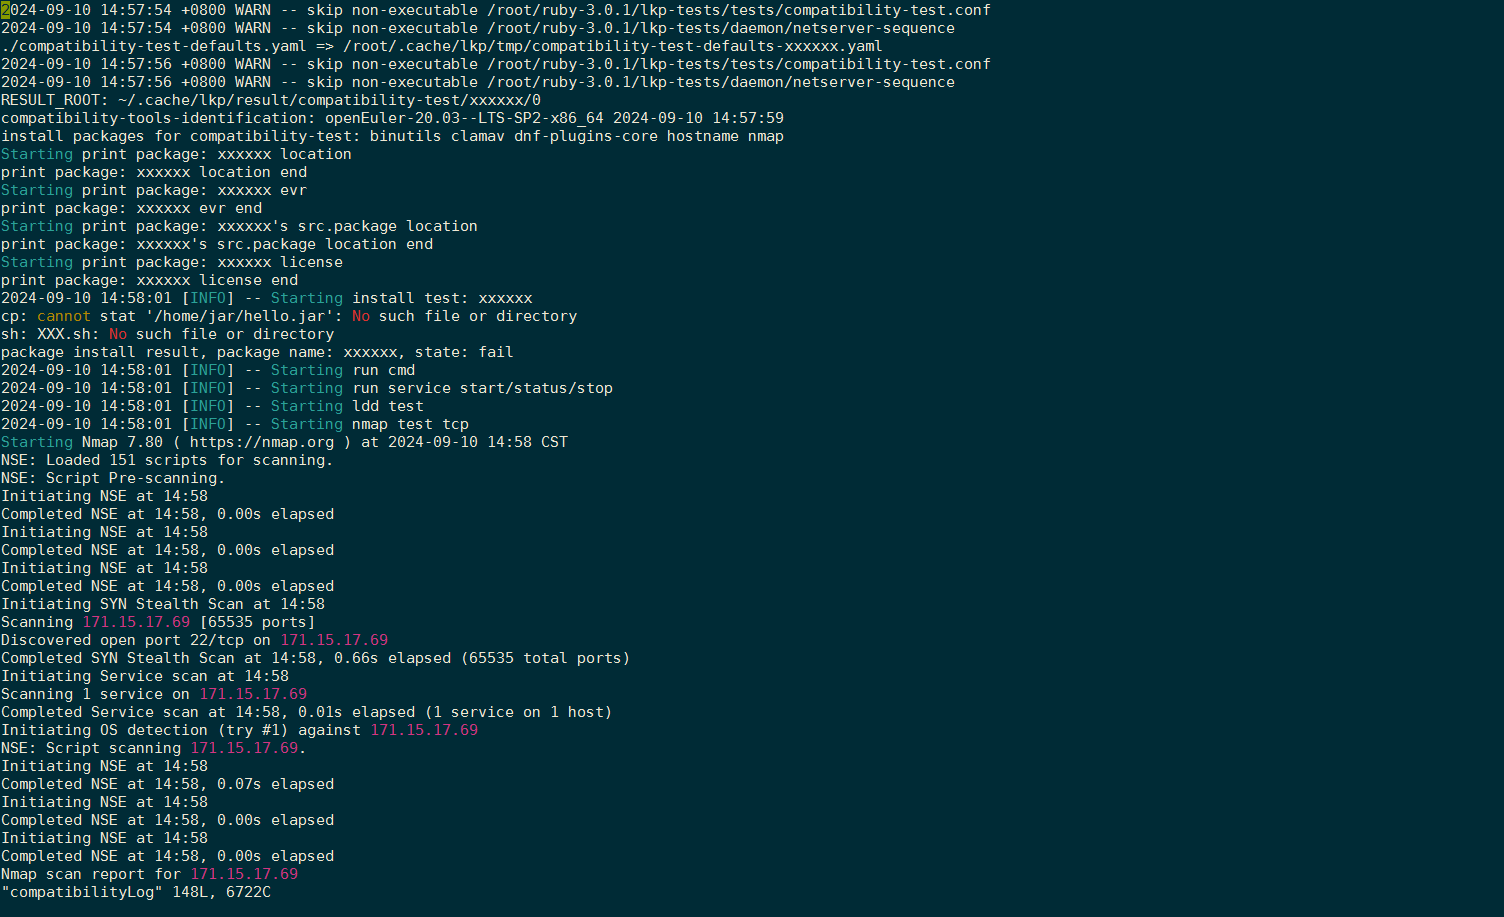 2024-09-10 14:57:54 +0800 WARN -- skip non-executable /root/ruby-3.0.1/lkp-tests/tests/compatibility-test.conf
2024-09-10 14:57:54 +0800 WARN -- skip non-executable /root/ruby-3.0.1/lkp-tests/daemon/netserver-sequence
./compatibility-test-defaults.yaml => /root/.cache/lkp/tmp/compatibility-test-defaults-xxxxxx.yaml
2024-09-10 14:57:56 +0800 WARN -- skip non-executable /root/ruby-3.0.1/lkp-tests/tests/compatibility-test.conf
2024-09-10 14:57:56 +0800 WARN -- skip non-executable /root/ruby-3.0.1/lkp-tests/daemon/netserver-sequence
RESULT_ROOT: ~/.cache/lkp/result/compatibility-test/xxxxxx/0
compatibility-tools-identification: openEuler-20.03--LTS-SP2-x86_64 2024-09-10 14:57:59
install packages for compatibility-test: binutils clamav dnf-plugins-core hostname nmap
Starting print package: xxxxxx location
print package: xxxxxx location end
Starting print package: xxxxxx evr
print package: xxxxxx evr end
Starting print package: xxxxxx's src.package location
print package: xxxxxx's src.package location end
Starting print package: xxxxxx license
print package: xxxxxx license end
2024-09-10 14:58:01 [INFO] -- Starting install test: xxxxxx
cp: cannot stat '/home/jar/hello.jar': No such file or directory
sh: XXX.sh: No such file or directory
package install result, package name: xxxxxx, state: fail
2024-09-10 14:58:01 [INFO] -- Starting run cmd
2024-09-10 14:58:01 [INFO] -- Starting run service start/status/stop
2024-09-10 14:58:01 [INFO] -- Starting ldd test
2024-09-10 14:58:01 [INFO] -- Starting nmap test tcp
Starting Nmap 7.80 ( https://nmap.org ) at 2024-09-10 14:58 CST
NSE: Loaded 151 scripts for scanning.
NSE: Script Pre-scanning.
Initiating NSE at 14:58
Completed NSE at 14:58, 0.00s elapsed
Initiating NSE at 14:58
Completed NSE at 14:58, 0.00s elapsed
Initiating NSE at 14:58
Completed NSE at 14:58, 0.00s elapsed
Initiating SYN Stealth Scan at 14:58
Scanning 171.15.17.69 [65535 ports]
Discovered open port 22/tcp on 171.15.17.69
Completed SYN Stealth Scan at 14:58, 0.66s elapsed (65535 total ports)
Initiating Service scan at 14:58
Scanning 1 service on 171.15.17.69
Completed Service scan at 14:58, 0.01s elapsed (1 service on 1 host)
Initiating OS detection (try #1) against 171.15.17.69
NSE: Script scanning 171.15.17.69.
Initiating NSE at 14:58
Completed NSE at 14:58, 0.07s elapsed
Initiating NSE at 14:58
Completed NSE at 14:58, 0.00s elapsed
Initiating NSE at 14:58
Completed NSE at 14:58, 0.00s elapsed
Nmap scan report for 171.15.17.69
"compatibilityLog" 148L, 6722C